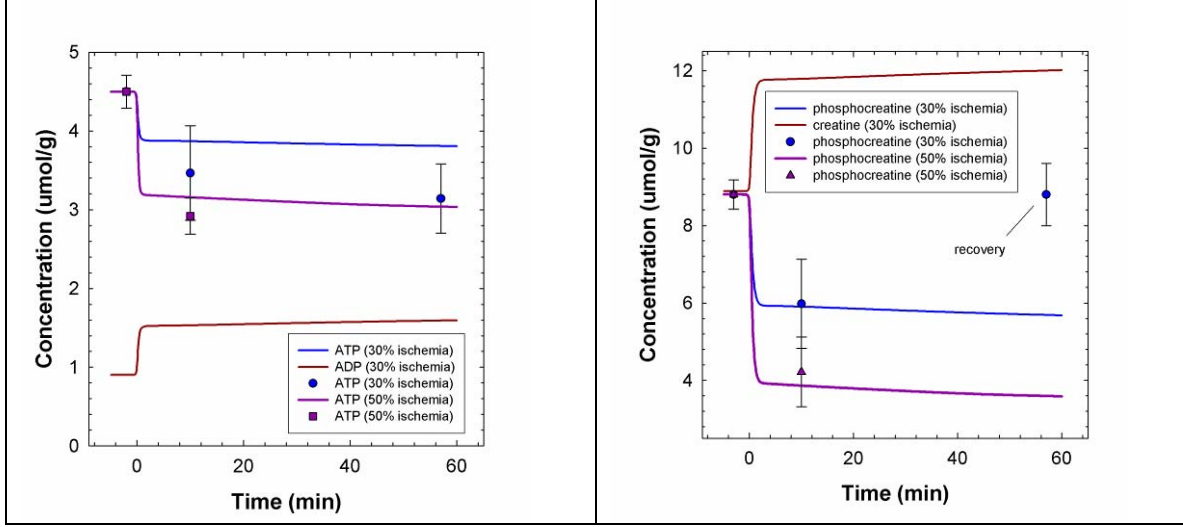 Concentration (umol/g)
5
4
3
2
1
0
ATP (30% ischemia)
ADP (30% ischemia)
ATP (30% ischemia)
ATP (50% ischemia)
ATP (50% ischemia)
0
20
40
60
Time (min)
Concentration (umol/g)
12
10
8
6
4
phosphocreatine (30% ischemia)
creatine (30% ischemia)
phosphocreatine (30% ischemia)
phosphocreatine (50% ischemia)
phosphocreatine (50% ischemia)
recovery
0
20
40
60
Time (min)